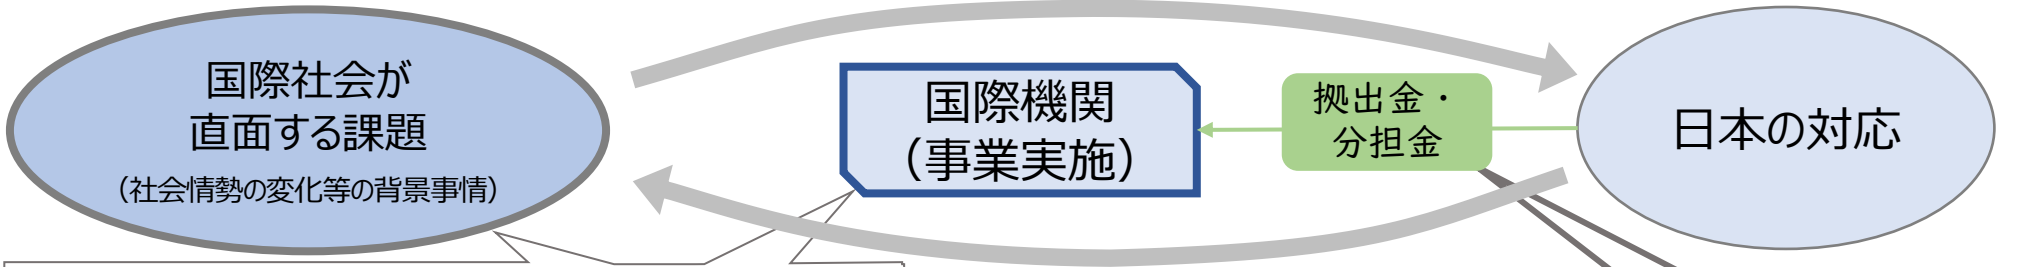 国際社会が
直面する課題
（社会情勢の変化等の背景事情）
国際機関
（事業実施）
拠出金・
分担金
日本の対応